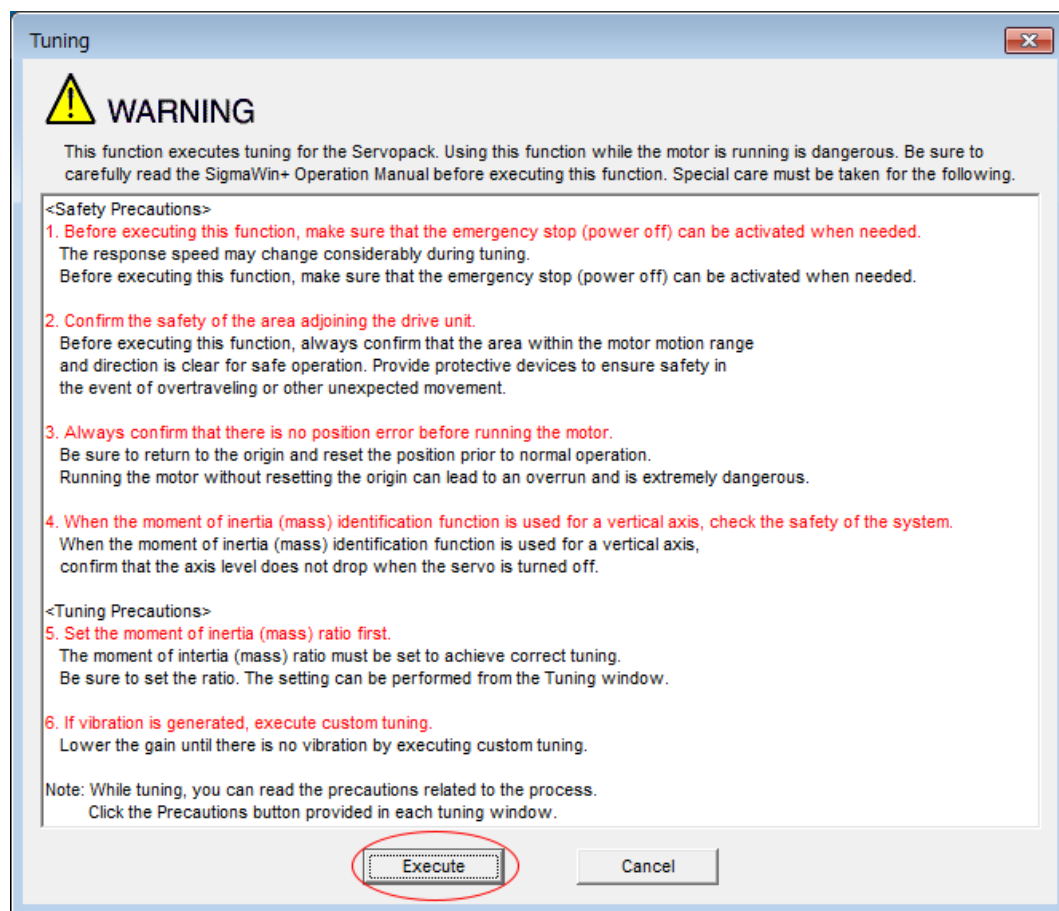 Tuning
WARNING
This function executes tuning for the Servopack. Using this function while the motor is running is dangerous. Be sure to
carefully read the SigmaWin+ Operation Manual before executing this function. Special care must be taken for the following.
<Safety Precautions>
1. Before executing this function, make sure that the emergency stop (power off) can be activated when needed.
The response speed may change considerably during tuning.
Before executing this function, make sure that the emergency stop (power off) can be activated when needed.
2. Confirm the safety of the area adjoining the drive unit.
Before executing this function, always confirm that the area within the motor motion range
and direction is clear for safe operation. Provide protective devices to ensure safety in
the event of overtraveling or other unexpected movement.
3. Always confirm that there is no position error before running the motor.
Be sure to return to the origin and reset the position prior to normal operation.
Running the motor without resetting the origin can lead to an overrun and is extremely dangerous.
4. When the moment of inertia (mass) identification function is used for a vertical axis, check the safety of the system.
When the moment of inertia (mass) identification function is used for a vertical axis,
confirm that the axis level does not drop when the servo is turned off.
<Tuning Precautions>
5. Set the moment of inertia (mass) ratio first.
The moment of intertia (mass) ratio must be set to achieve correct tuning.
Be sure to set the ratio. The setting can be performed from the Tuning window.
6. If vibration is generated, execute custom tuning.
Lower the gain until there is no vibration by executing custom tuning.
Note: While tuning, you can read the precautions related to the process.
Click the Precautions button provided in each tuning window.
Execute Cancel